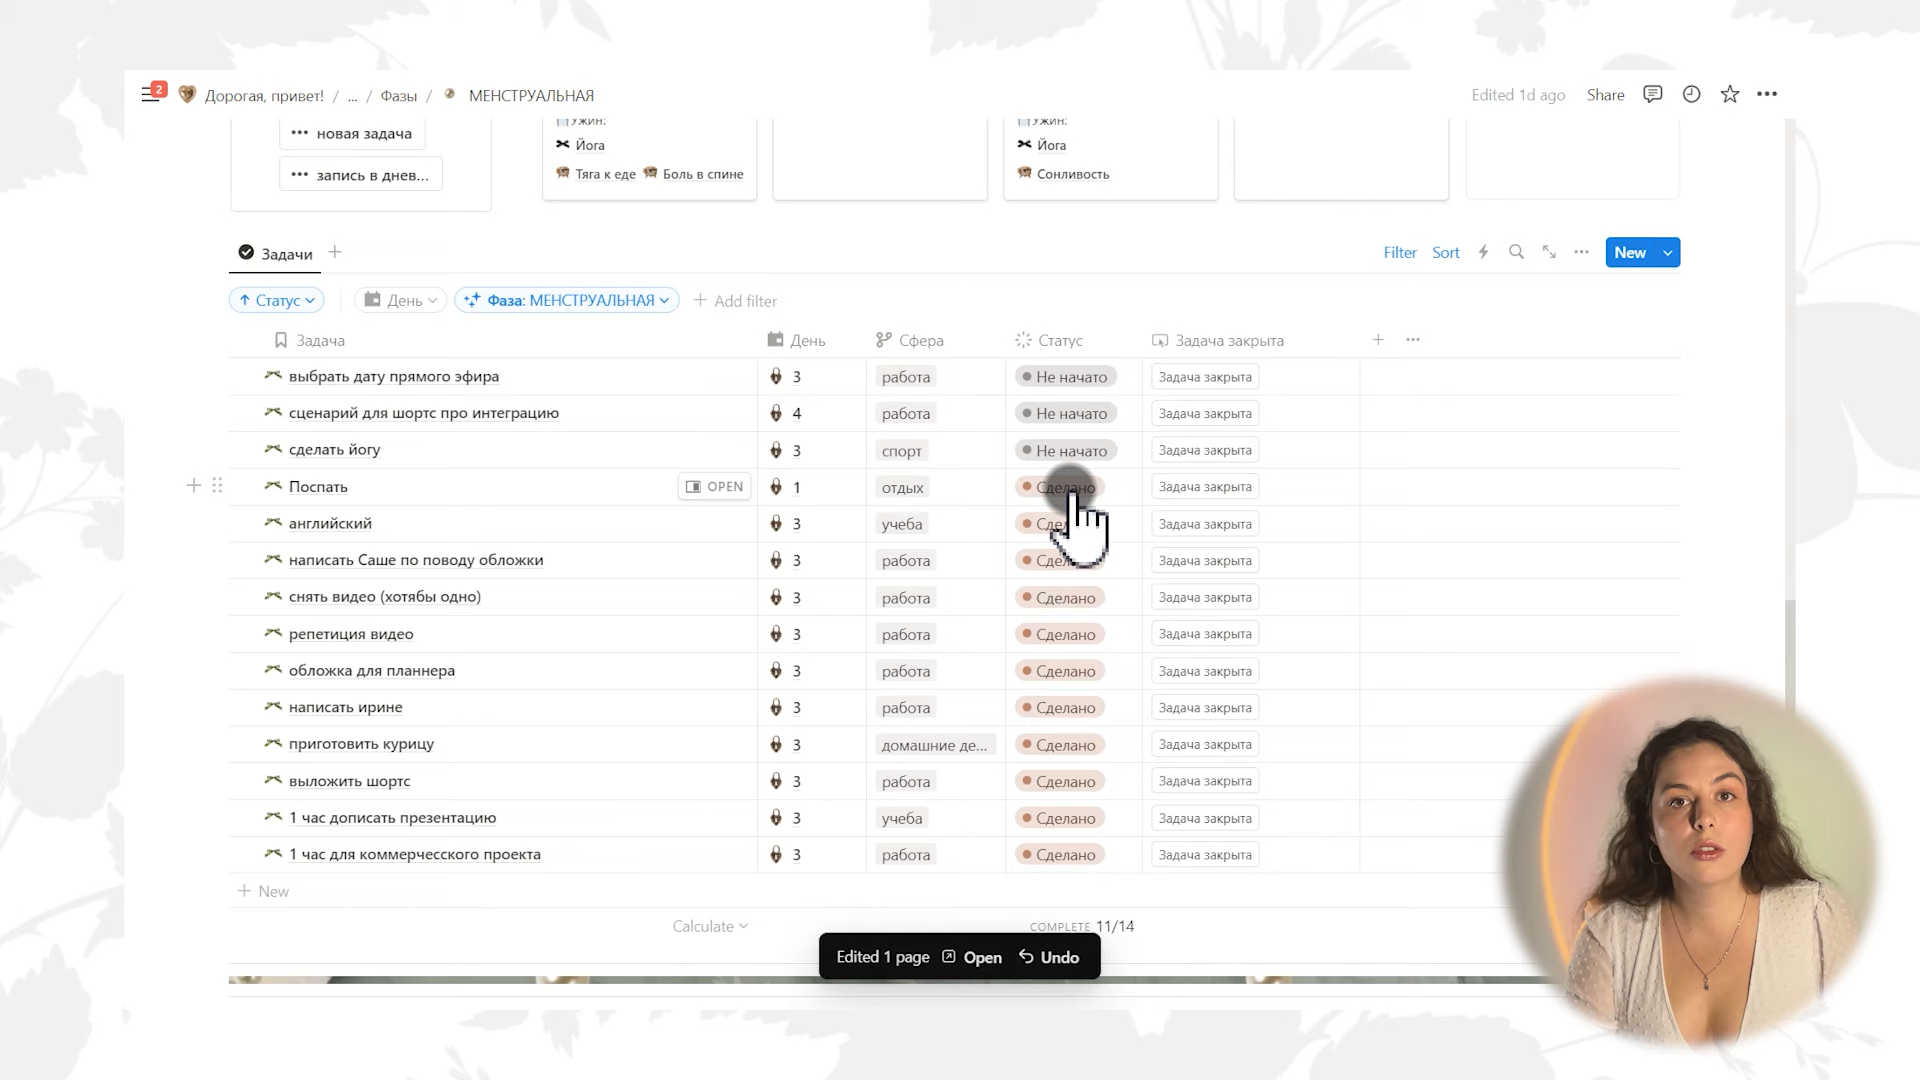 2
Дорогая, привет! / ... / Фазы / МЕНСТРУАЛЬНАЯ
Edited 1d ago Share
••• новая задача
••• запись в днев...
Ужин:
Йога
Тяга к еде Боль в спине
Ужин:
Йога
Сонливость
Задачи +
Filter Sort New
Статус День Фаза: МЕНСТРУАЛЬНАЯ + Add filter
Задача День Сфера Статус Задача закрыта
выбрать дату прямого эфира 3 работа Не начато Задача закрыта
сценарий для шортс про интеграцию 4 работа Не начато Задача закрыта
сделать йогу 3 спорт Не начато Задача закрыта
Поспать OPEN 1 отдых Сделано Задача закрыта
английский 3 учеба Задача закрыта
написать Саше по поводу обложки 3 работа Задача закрыта
снять видео (хотябы одно) 3 работа Сделано Задача закрыта
репетиция видео 3 работа Сделано Задача закрыта
обложка для планнера 3 работа Сделано Задача закрыта
написать ирине 3 работа Сделано Задача закрыта
приготовить курицу 3 домашние де... Сделано Задача закрыта
выложить шортс 3 работа Сделано Задача закрыта
1 час дописать презентацию 3 учеба Сделано Задача закрыта
1 час для коммерчесского проекта 3 работа Сделано Задача закрыта
+ New
Calculate COMPLETE 11/14
Edited 1 page Open Undo